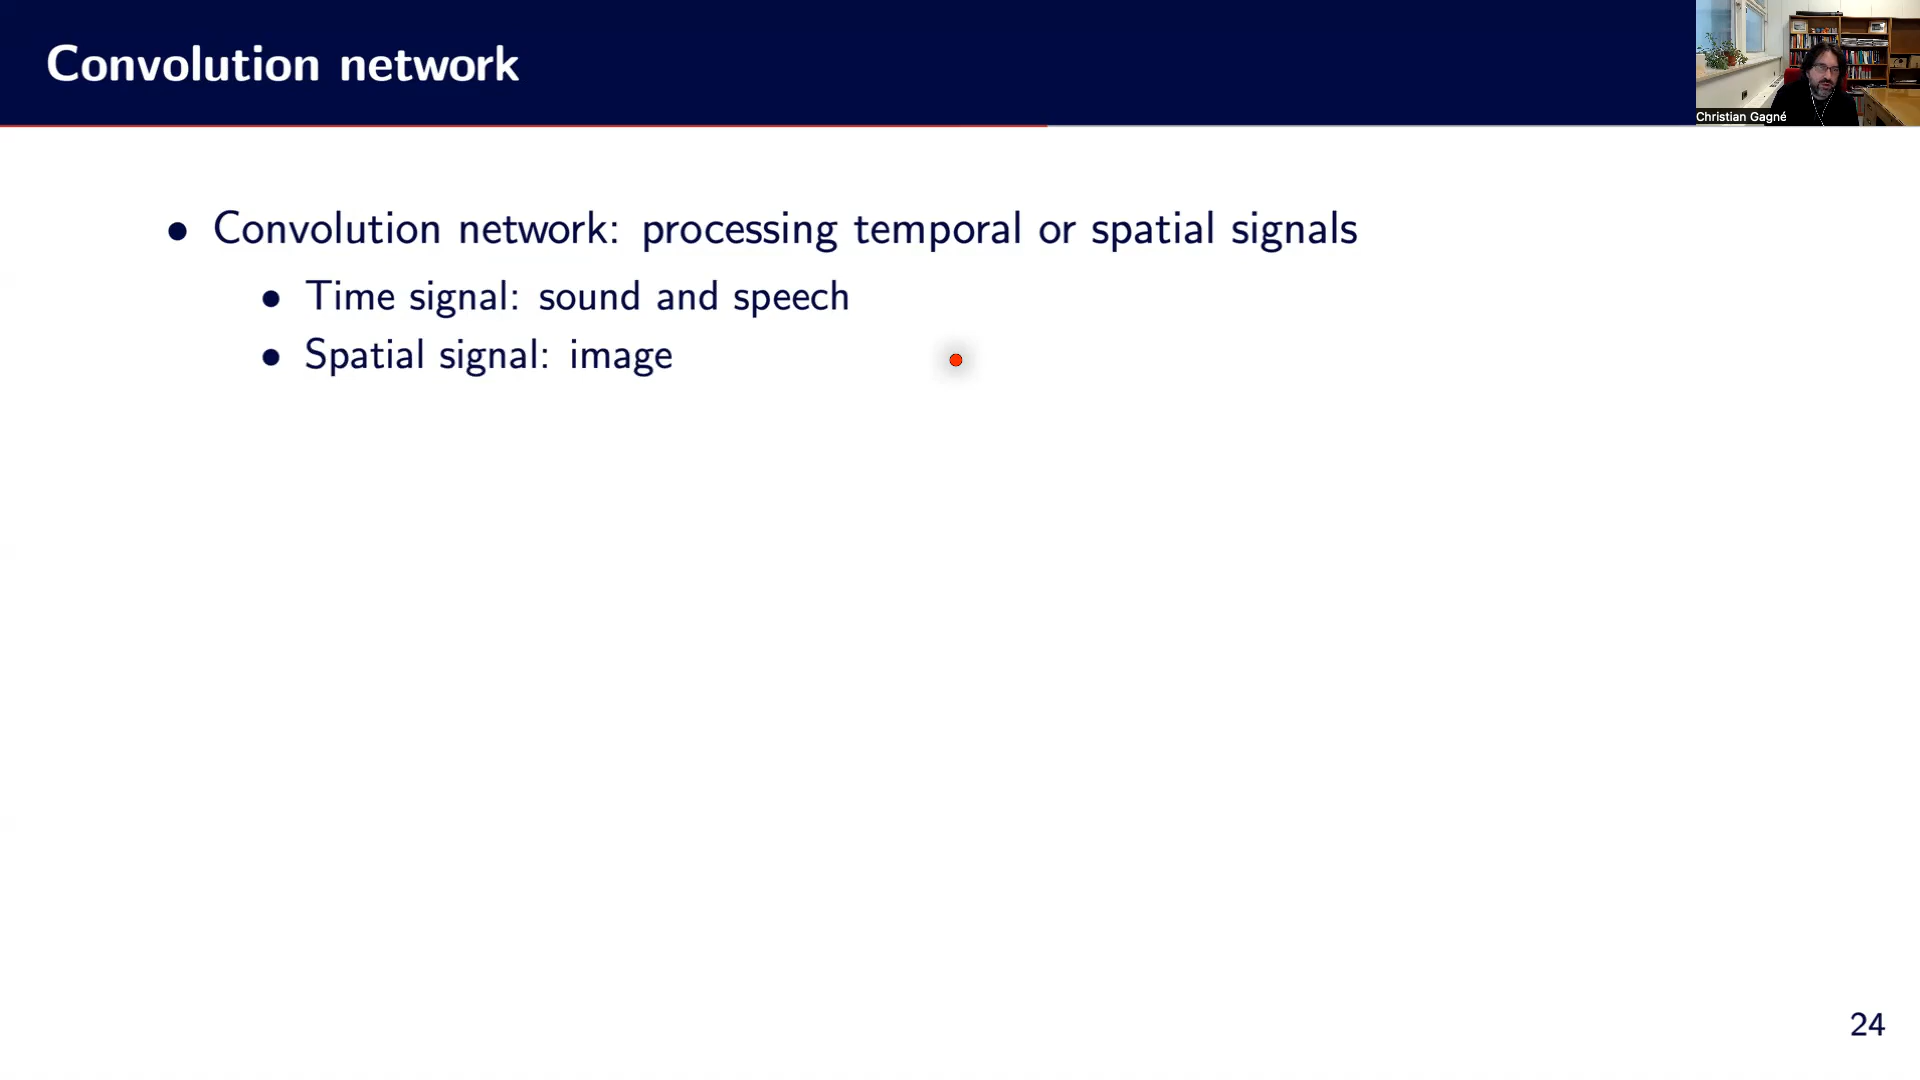 Convolution network
Christian Gagné
• Convolution network: processing temporal or spatial signals
• Time signal: sound and speech
• Spatial signal: image
24